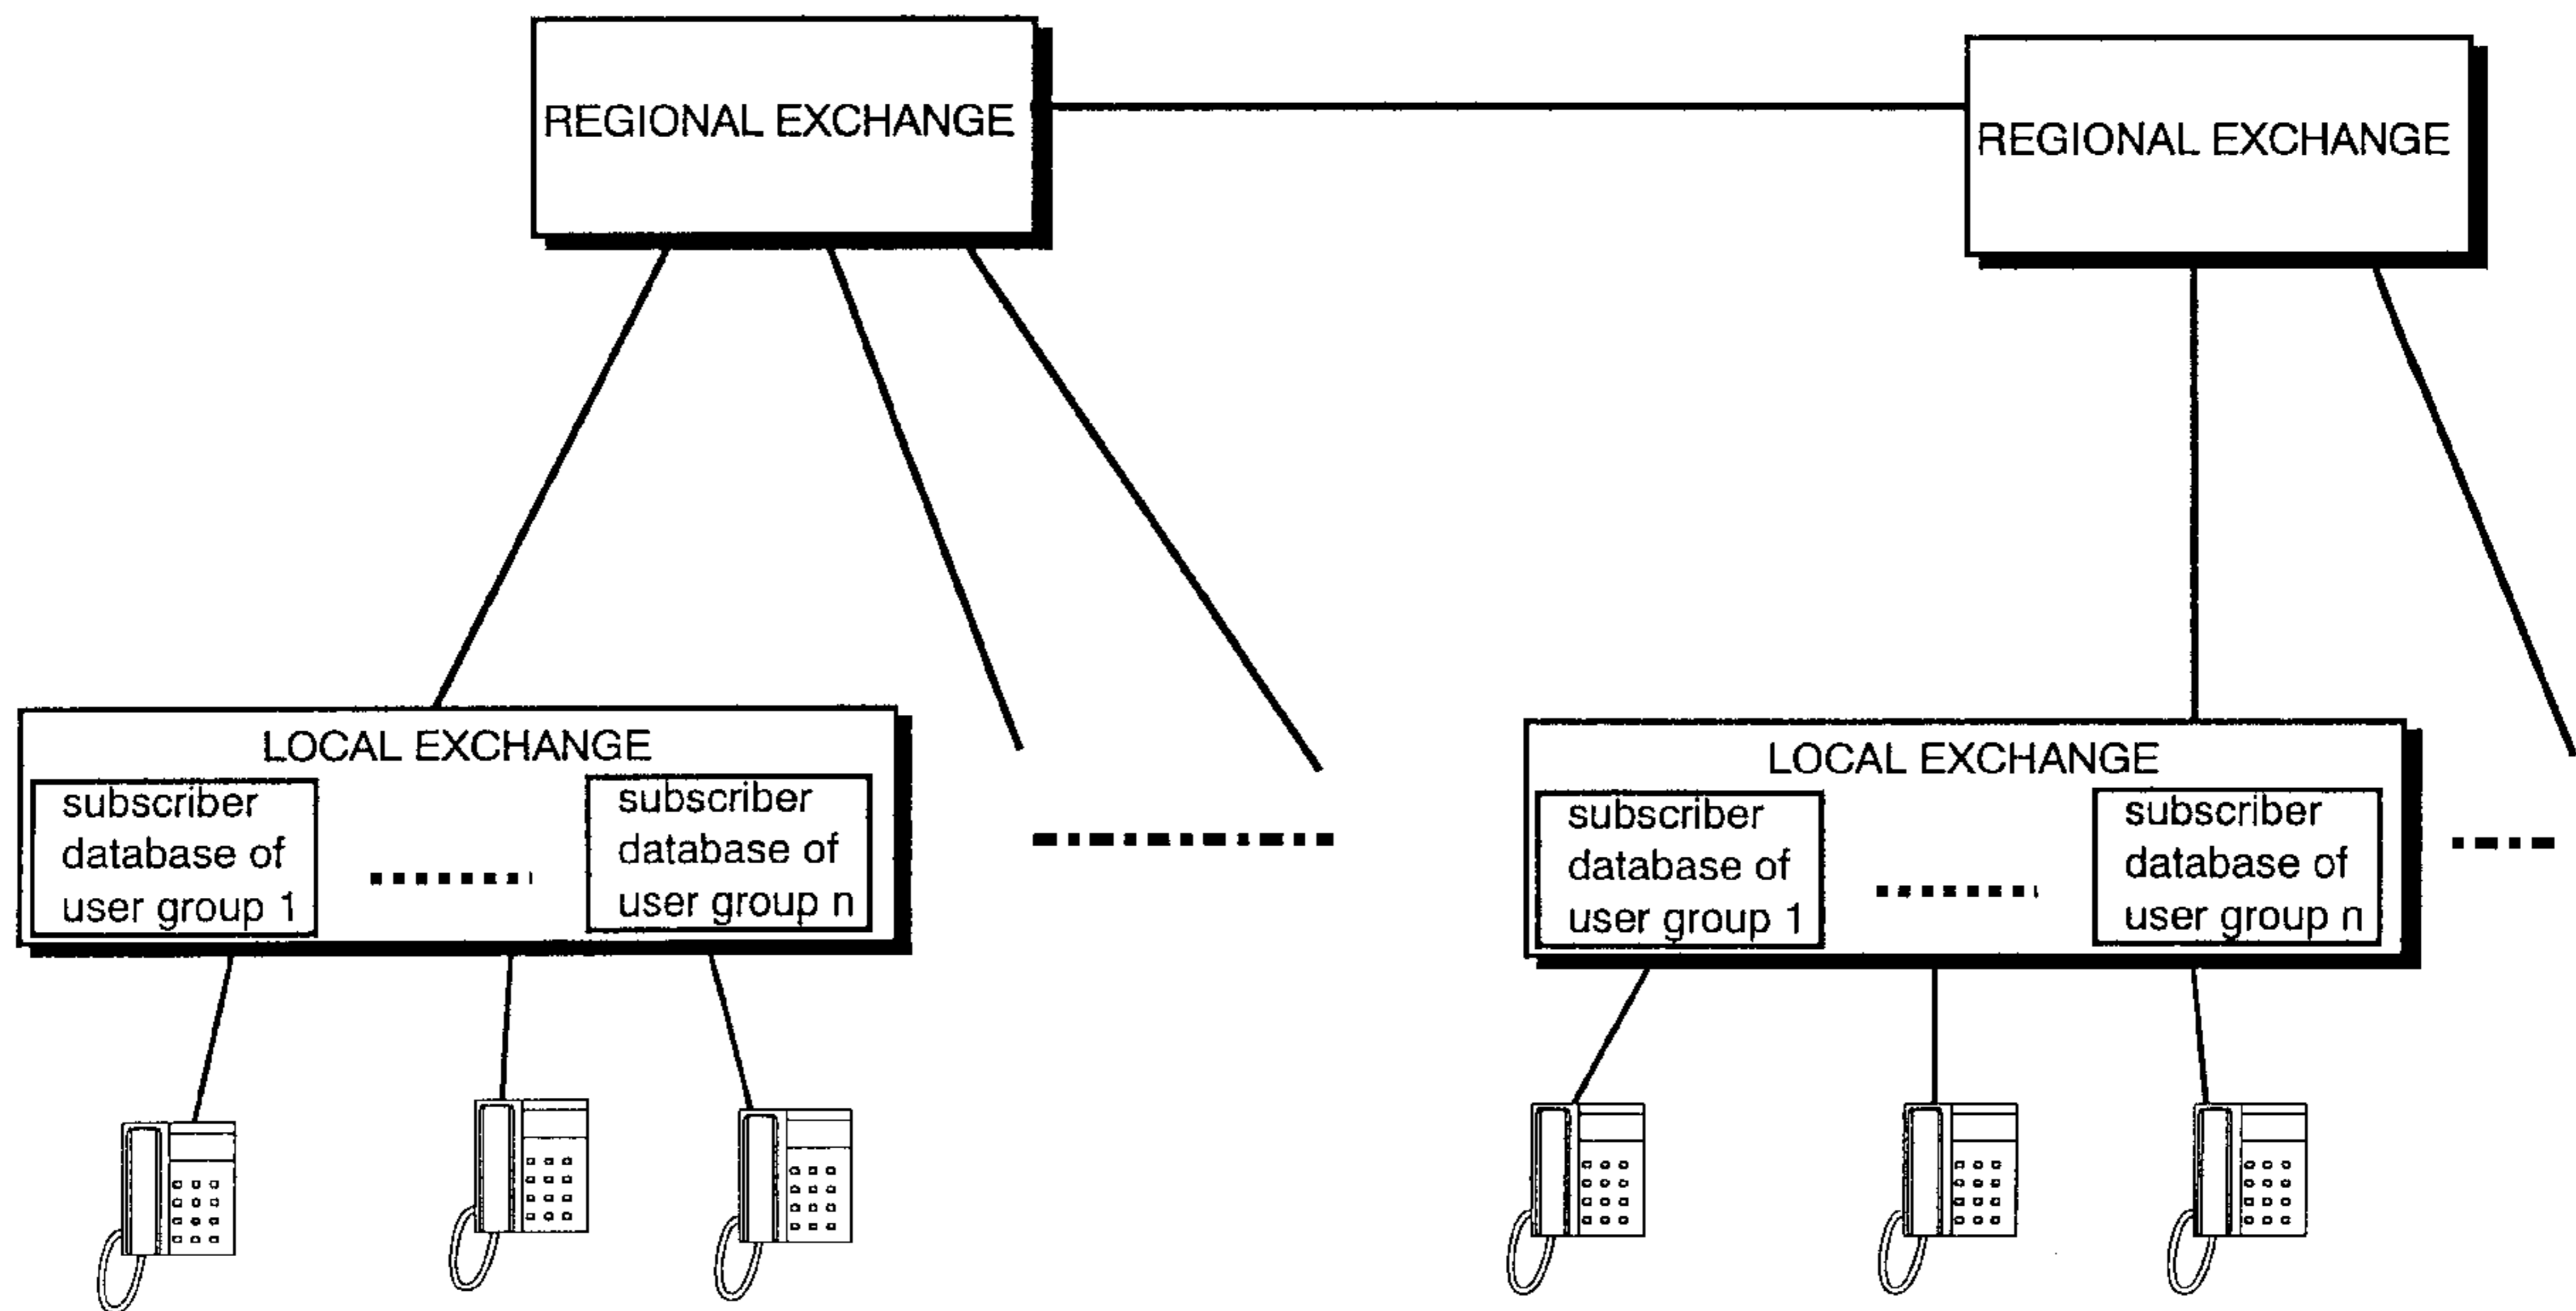 REGIONAL EXCHANGE
REGIONAL EXCHANGE
LOCAL EXCHANGE
subscriber
database of
user group 1
subscriber
database of
user group n
LOCAL EXCHANGE
subscriber
database of
user group 1
subscriber
database of
user group n